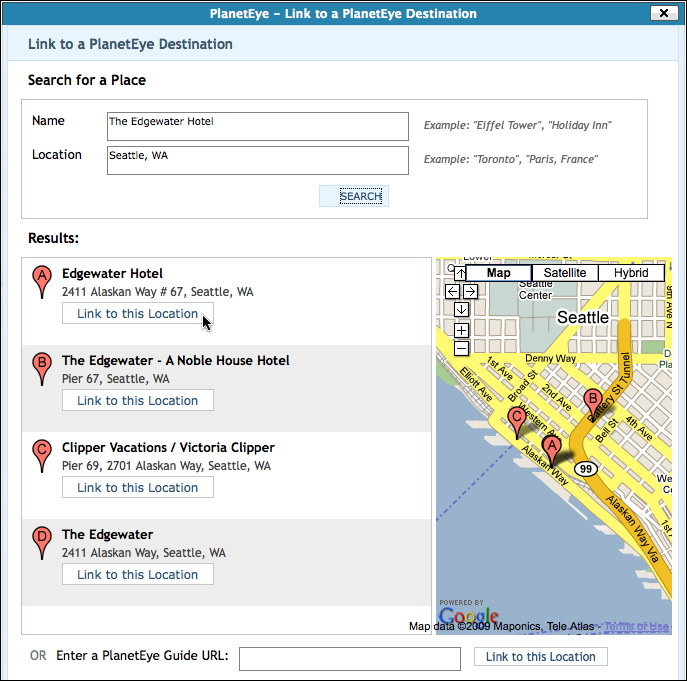 PlanetEye – Link to a PlanetEye Destination
Link to a PlanetEye Destination
Search for a Place
Name
The Edgewater Hotel
Example: "Eiffel Tower", "Holiday Inn"
Location
Seattle, WA
Example: "Toronto", "Paris, France"
SEARCH
Results:
A
Edgewater Hotel
2411 Alaskan Way # 67, Seattle, WA
Link to this Location
B
The Edgewater - A Noble House Hotel
Pier 67, Seattle, WA
Link to this Location
C
Clipper Vacations / Victoria Clipper
Pier 69, 2701 Alaskan Way, Seattle, WA
Link to this Location
D
The Edgewater
2411 Alaskan Way, Seattle, WA
Link to this Location
Map
Satellite
Hybrid
Seattle
Center
Seattle
9th Ave N
Denny Way
1st Ave
Elliott Ave
Broad St
2nd Ave
Western Ave
Battery St Tunnel
Bell St
4th Ave
B
C
A
99
Alaskan Way
Alaskan Way Via
POWERED BY
Google
Map data ©2009 Maponics, Tele Atlas - Terms of Use
OR
Enter a PlanetEye Guide URL:
Link to this Location